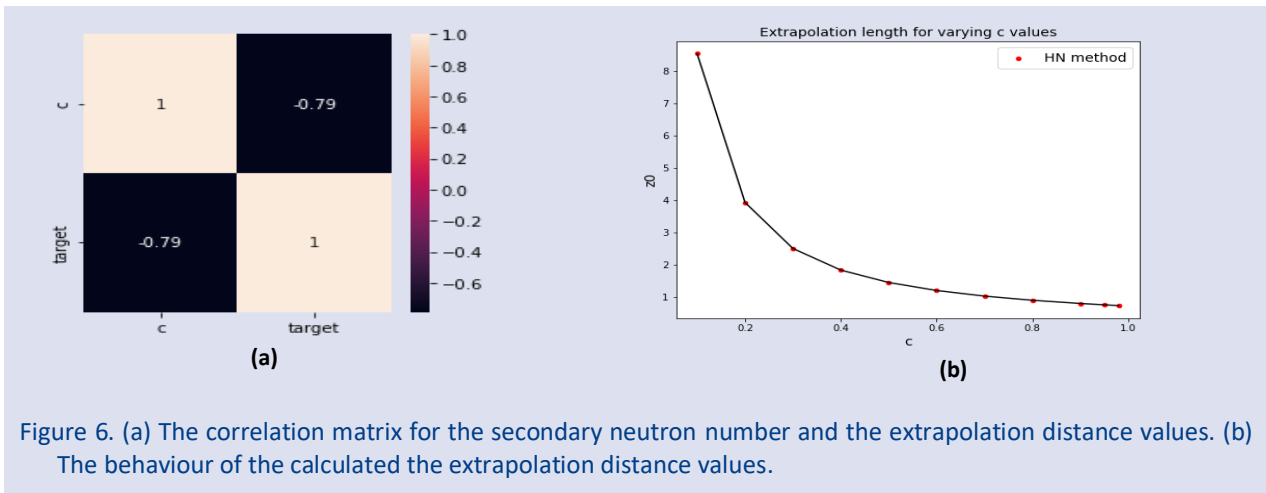 c
target
1
-0.79
-0.79
1
c
target
1.0
0.8
0.6
0.4
0.2
0.0
−0.2
−0.4
−0.6
(a)
Extrapolation length for varying c values
HN method
z0
8
7
6
5
4
3
2
1
0.2 0.4 0.6 0.8 1.0
c
(b)
Figure 6. (a) The correlation matrix for the secondary neutron number and the extrapolation distance values. (b)
The behaviour of the calculated the extrapolation distance values.